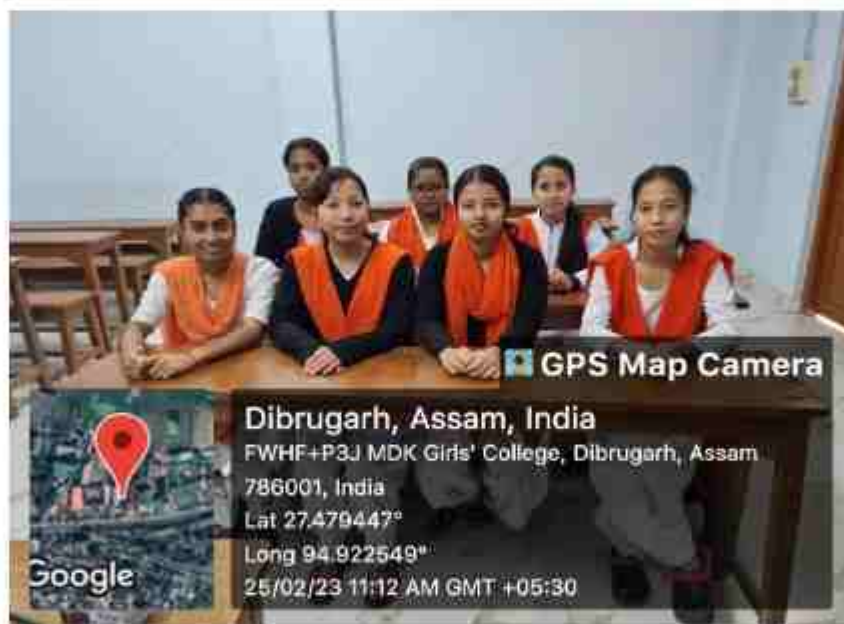 GPS Map Camera
Dibrugarh, Assam, India
FWHF+P3J MDK Girls' College, Dibrugarh, Assam
786001, India
Lat 27.479447°
Long 94.922549°
25/02/23 11:12 AM GMT +05:30
Google